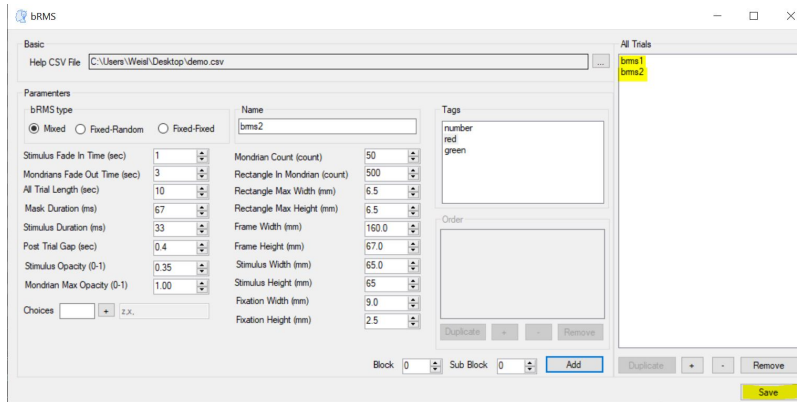 bRMS
Basic
Help CSV File C:\Users\Weisl\Desktop\demo.csv ...
Paramenters
bRMS type
Mixed Fixed-Random Fixed-Fixed
Stimulus Fade In Time (sec) 1
Mondrians Fade Out Time (sec) 3
All Trial Length (sec) 10
Mask Duration (ms) 67
Stimulus Duration (ms) 33
Post Trial Gap (sec) 0.4
Stimulus Opacity (0-1) 0.35
Mondrian Max Opacity (0-1) 1.00
Choices + z,x,
Name
brms2
Mondrian Count (count) 50
Rectangle In Mondrian (count) 500
Rectangle Max Width (mm) 6.5
Rectangle Max Height (mm) 6.5
Frame Width (mm) 160.0
Frame Height (mm) 67.0
Stimulus Width (mm) 65.0
Stimulus Height (mm) 65
Fixation Width (mm) 9.0
Fixation Height (mm) 2.5
Tags
number
red
green
Order
Duplicate + - Remove
Block 0 Sub Block 0 Add
All Trials
brms1
brms2
Duplicate + - Remove
Save